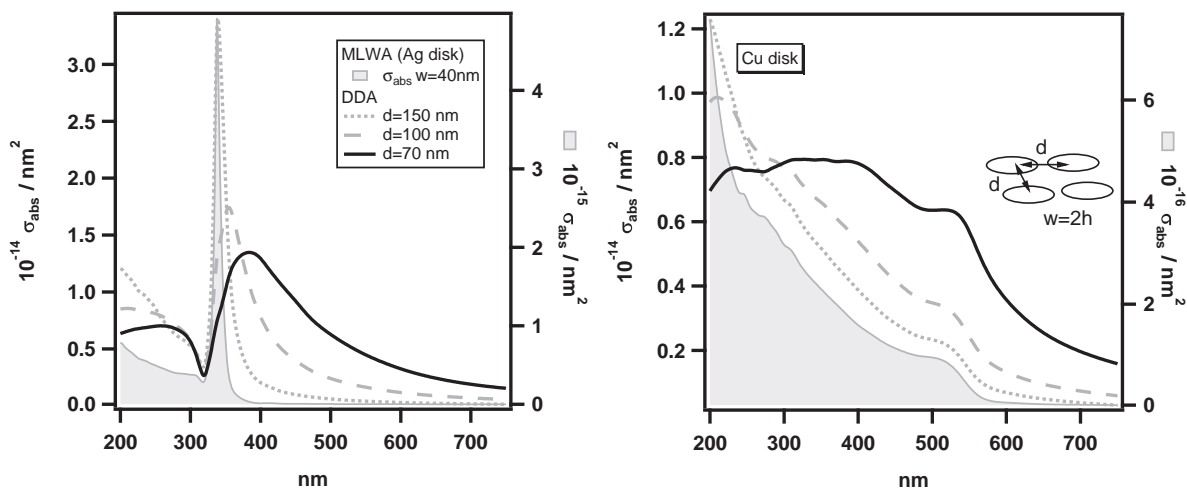 3.0
2.5
2.0
1.5
1.0
0.5
0.0
10⁻¹⁴ σabs / nm²
MLWA (Ag disk)
σabs w=40nm
DDA
d=150 nm
d=100 nm
d=70 nm
4
3
2
1
0
10⁻¹⁵ σabs / nm²
200 300 400 500 600 700
nm
1.2
1.0
0.8
0.6
0.4
0.2
10⁻¹⁴ σabs / nm²
Cu disk
d
d
w=2h
6
4
2
0
10⁻¹⁶ σabs / nm²
200 300 400 500 600 700
nm